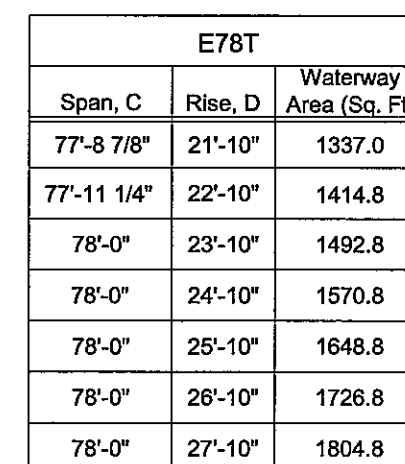 E78T
Span, C Rise, D Waterway Area (Sq. Ft
77'-8 7/8" 21'-10" 1337.0
77'-11 1/4" 22'-10" 1414.8
78'-0" 23'-10" 1492.8
78'-0" 24'-10" 1570.8
78'-0" 25'-10" 1648.8
78'-0" 26'-10" 1726.8
78'-0" 27'-10" 1804.8